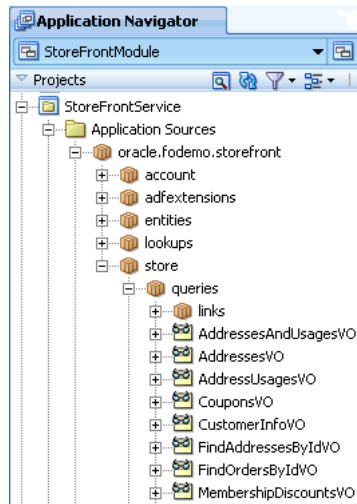 Application Navigator
StoreFrontModule
Projects
StoreFrontService
Application Sources
oracle.fodemo.storefront
account
adfextensions
entities
lookups
store
queries
links
AddressesAndUsagesVO
AddressesVO
AddressUsagesVO
CouponsVO
CustomerInfoVO
FindAddressesByIdVO
FindOrdersByIdVO
MembershipDiscountsVO